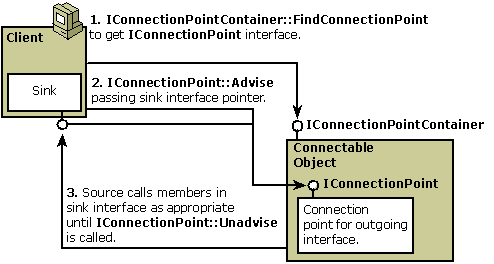 1. IConnectionPointContainer::FindConnectionPoint
to get IConnectionPoint interface.
Client
Sink
2. IConnectionPoint::Advise
passing sink interface pointer.
IConnectionPointContainer
Connectable
Object
IConnectionPoint
Connection
point for outgoing
interface.
3. Source calls members in
sink interface as appropriate
until IConnectionPoint::Unadvise
is called.